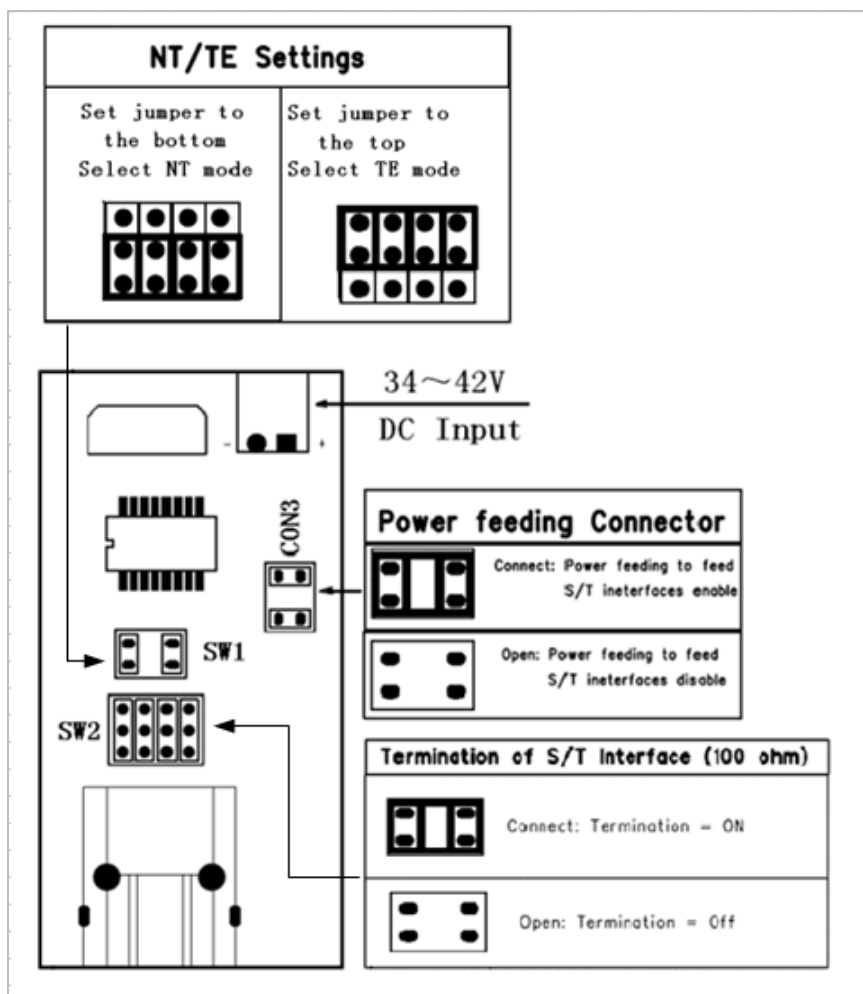 NT/TE Settings
Set jumper to
the bottom
Select NT mode
Set jumper to
the top
Select TE mode
34～42V
DC Input
- +
CON3
Power feeding Connector
Connect: Power feeding to feed
S/T ineterfaces enable
SW1
Open: Power feeding to feed
S/T ineterfaces disable
SW2
Termination of S/T Interface (100 ohm)
Connect: Termination = ON
Open: Termination = Off